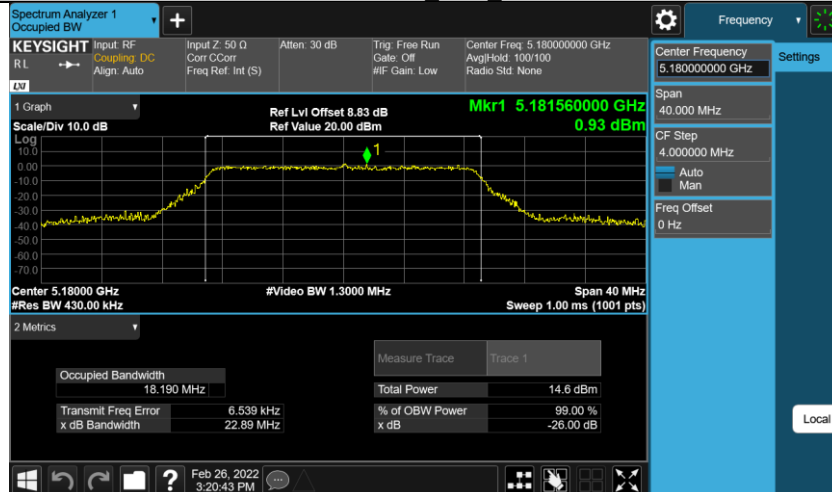 Spectrum Analyzer 1
Occupied BW
+
Frequency
KEYSIGHT
RL
LXI
Input: RF
Coupling: DC
Align: Auto
Input Z: 50 Ω
Corr CCorr
Freq Ref: Int (S)
Atten: 30 dB
Trig: Free Run
Gate: Off
#IF Gain: Low
Center Freq: 5.180000000 GHz
Avg|Hold: 100/100
Radio Std: None
Center Frequency
5.180000000 GHz
Settings
Span
40.000 MHz
CF Step
4.000000 MHz
Auto
Man
Freq Offset
0 Hz
Local
1 Graph
Scale/Div 10.0 dB
Ref Lvl Offset 8.83 dB
Ref Value 20.00 dBm
Mkr1 5.181560000 GHz
0.93 dBm
Log
10.0
0.00
-10.0
-20.0
-30.0
-40.0
-50.0
-60.0
-70.0
1
Center 5.18000 GHz
#Res BW 430.00 kHz
#Video BW 1.3000 MHz
Span 40 MHz
Sweep 1.00 ms (1001 pts)
2 Metrics
Measure Trace Trace 1
Occupied Bandwidth
18.190 MHz
Total Power 14.6 dBm
Transmit Freq Error 6.539 kHz
% of OBW Power 99.00 %
x dB Bandwidth 22.89 MHz
x dB -26.00 dB
?
Feb 26, 2022
3:20:43 PM